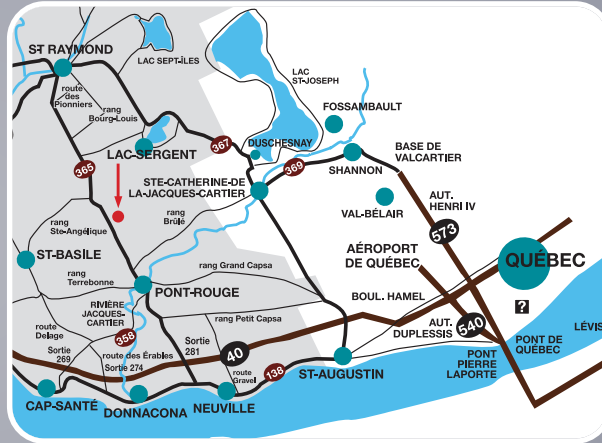 ST RAYMOND
LAC SEPT-ÎLES
LAC
ST-JOSEPH
route
des
Pionniers
rang
Bourg-Louis
FOSSAMBAULT
367
DUSCHESNAY
BASE DE
VALCARTIER
LAC-SERGENT
365
369
SHANNON
STE-CATHERINE-DE
LA-JACQUES-CARTIER
AUT.
HENRI IV
VAL-BÉLAIR
rang
Ste-Angélique
rang
Brûlé
573
AÉROPORT
DE QUÉBEC
ST-BASILE
QUÉBEC
rang Grand Capsa
rang
Terrebonne
PONT-ROUGE
BOUL. HAMEL
?
RIVIÈRE
JACQUES-
CARTIER
rang Petit Capsa
AUT.
DUPLESSIS
540
LÉVIS
route
Delage
358
Sortie
281
40
PONT DE
QUÉBEC
Sortie
269
route des Érables
Sortie 274
PONT
PIERRE
LAPORTE
route
Gravel
138
ST-AUGUSTIN
CAP-SANTÉ
DONNACONA
NEUVILLE